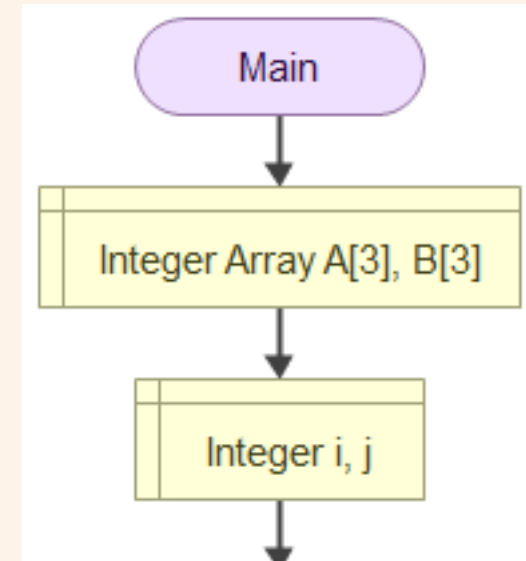 Main
Integer Array A[3], B[3]
Integer i, j